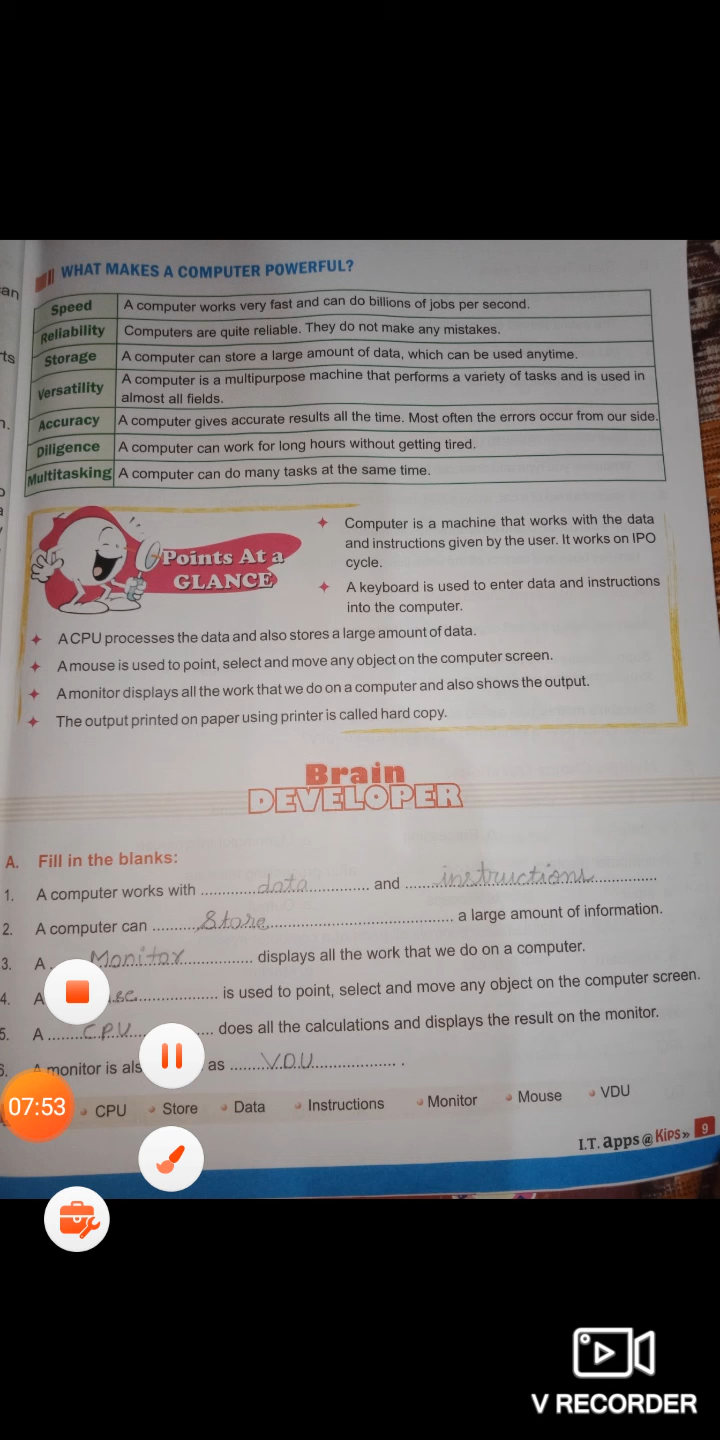 an
WHAT MAKES A COMPUTER POWERFUL?
Speed A computer works very fast and can do billions of jobs per second.
Reliability Computers are quite reliable. They do not make any mistakes.
ts
Storage A computer can store a large amount of data, which can be used anytime.
Versatility A computer is a multipurpose machine that performs a variety of tasks and is used in
almost all fields.
Accuracy A computer gives accurate results all the time. Most often the errors occur from our side.
Diligence A computer can work for long hours without getting tired.
Multitasking A computer can do many tasks at the same time.
Points At a
GLANCE
Computer is a machine that works with the data
and instructions given by the user. It works on IPO
cycle.
A keyboard is used to enter data and instructions
into the computer.
A CPU processes the data and also stores a large amount of data.
A mouse is used to point, select and move any object on the computer screen.
A monitor displays all the work that we do on a computer and also shows the output.
The output printed on paper using printer is called hard copy.
Brain
DEVELOPER
A. Fill in the blanks:
1. A computer works with ........data........ and ........instructions........
2. A computer can ........Store........ a large amount of information.
3. A ........Monitor........ displays all the work that we do on a computer.
4. A ........se........ is used to point, select and move any object on the computer screen.
5. A ........CPU........ does all the calculations and displays the result on the monitor.
A monitor is als as ........VDU........ .
07:53
CPU Store Data Instructions Monitor Mouse VDU
I.T. apps @ Kips» 9
V RECORDER